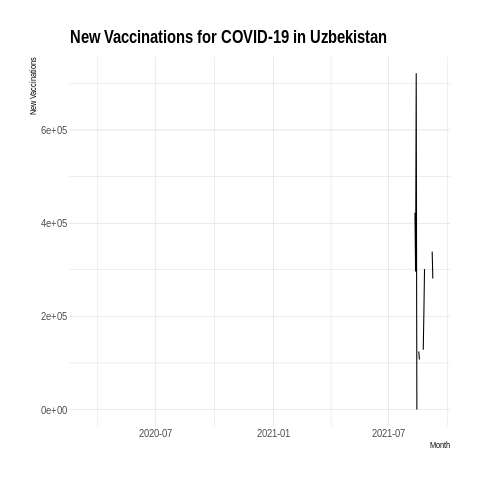 New Vaccinations for COVID-19 in Uzbekistan
New Vaccinations
6e+05
4e+05
2e+05
0e+00
2020-07 2021-01 2021-07
Month